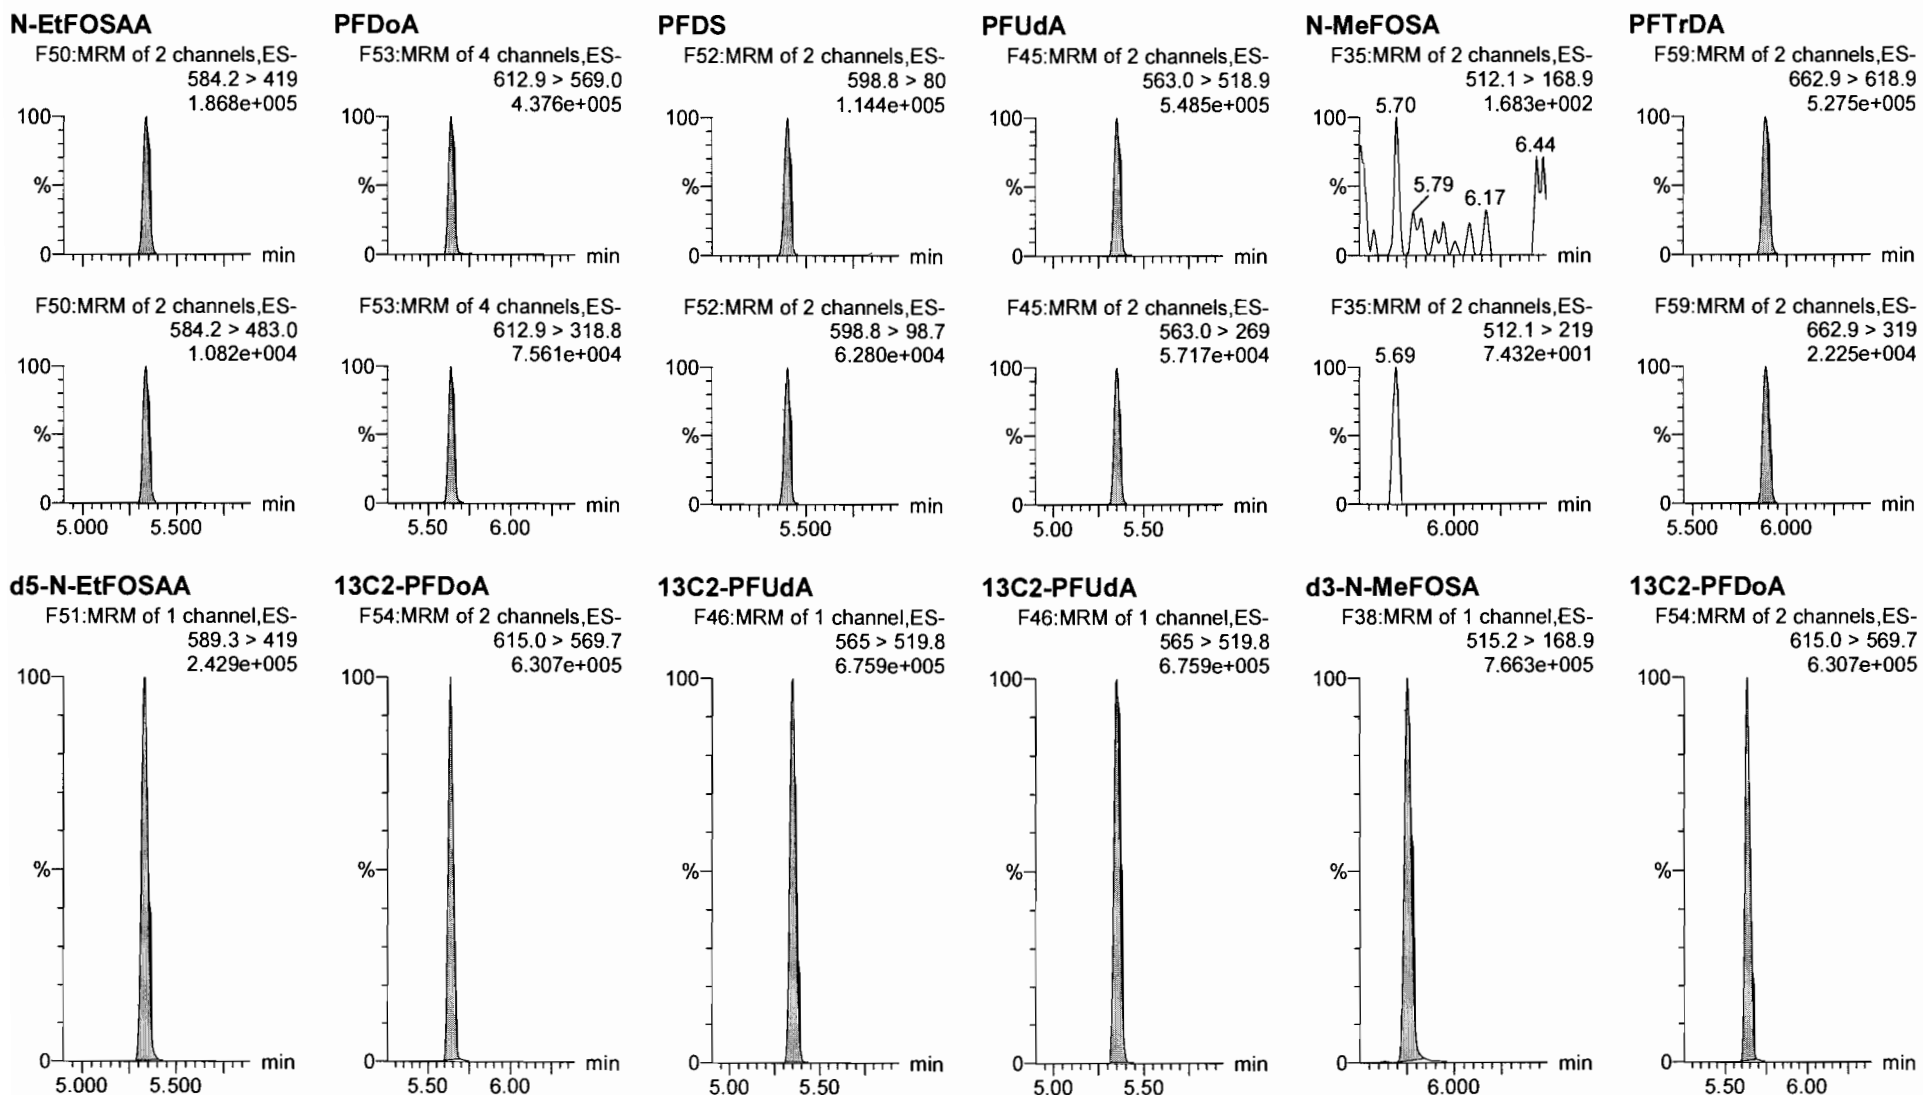 N-EtFOSAA
F50:MRM of 2 channels,ES-
584.2 > 419
1.868e+005
100
%
0
min
F50:MRM of 2 channels,ES-
584.2 > 483.0
1.082e+004
100
%
0
min
5.000 5.500
d5-N-EtFOSAA
F51:MRM of 1 channel,ES-
589.3 > 419
2.429e+005
100
%
0
min
5.000 5.500
PFDoA
F53:MRM of 4 channels,ES-
612.9 > 569.0
4.376e+005
100
%
0
min
F53:MRM of 4 channels,ES-
612.9 > 318.8
7.561e+004
100
%
0
min
5.50 6.00
13C2-PFDoA
F54:MRM of 2 channels,ES-
615.0 > 569.7
6.307e+005
100
%
0
min
5.50 6.00
PFDS
F52:MRM of 2 channels,ES-
598.8 > 80
1.144e+005
100
%
0
min
F52:MRM of 2 channels,ES-
598.8 > 98.7
6.280e+004
100
%
0
min
5.500
13C2-PFUdA
F46:MRM of 1 channel,ES-
565 > 519.8
6.759e+005
100
%
0
min
5.00 5.50
PFUdA
F45:MRM of 2 channels,ES-
563.0 > 518.9
5.485e+005
100
%
0
min
F45:MRM of 2 channels,ES-
563.0 > 269
5.717e+004
100
%
0
min
5.00 5.50
13C2-PFUdA
F46:MRM of 1 channel,ES-
565 > 519.8
6.759e+005
100
%
0
min
5.00 5.50
N-MeFOSA
F35:MRM of 2 channels,ES-
512.1 > 168.9
5.70 1.683e+002
100
6.44
%
5.79
6.17
0
min
F35:MRM of 2 channels,ES-
512.1 > 219
5.69 7.432e+001
100
%
0
min
6.000
d3-N-MeFOSA
F38:MRM of 1 channel,ES-
515.2 > 168.9
7.663e+005
100
%
0
min
6.000
PFTrDA
F59:MRM of 2 channels,ES-
662.9 > 618.9
5.275e+005
100
%
0
min
F59:MRM of 2 channels,ES-
662.9 > 319
2.225e+004
100
%
0
min
5.500 6.000
13C2-PFDoA
F54:MRM of 2 channels,ES-
615.0 > 569.7
6.307e+005
100
%
0
min
5.50 6.00